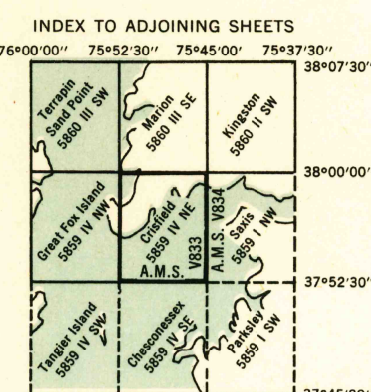 INDEX TO ADJOINING SHEETS
76°00'00" 75°52'30" 75°45'00" 75°37'30"
38°07'30"
Terrapin
Sand Point
5860 III SW
Marion
5860 III SE
Kingston
5860 II SW
38°00'00"
Great Fox Island
5859 IV NW
Crisfield ?
5859 IV NE
A.M.S. V833
A.M.S. V834
Saxis
5859 I NW
37°52'30"
Tangier Island
5859 IV SW
Chesconessex
5859 IV SE
Parksley
5859 I SW